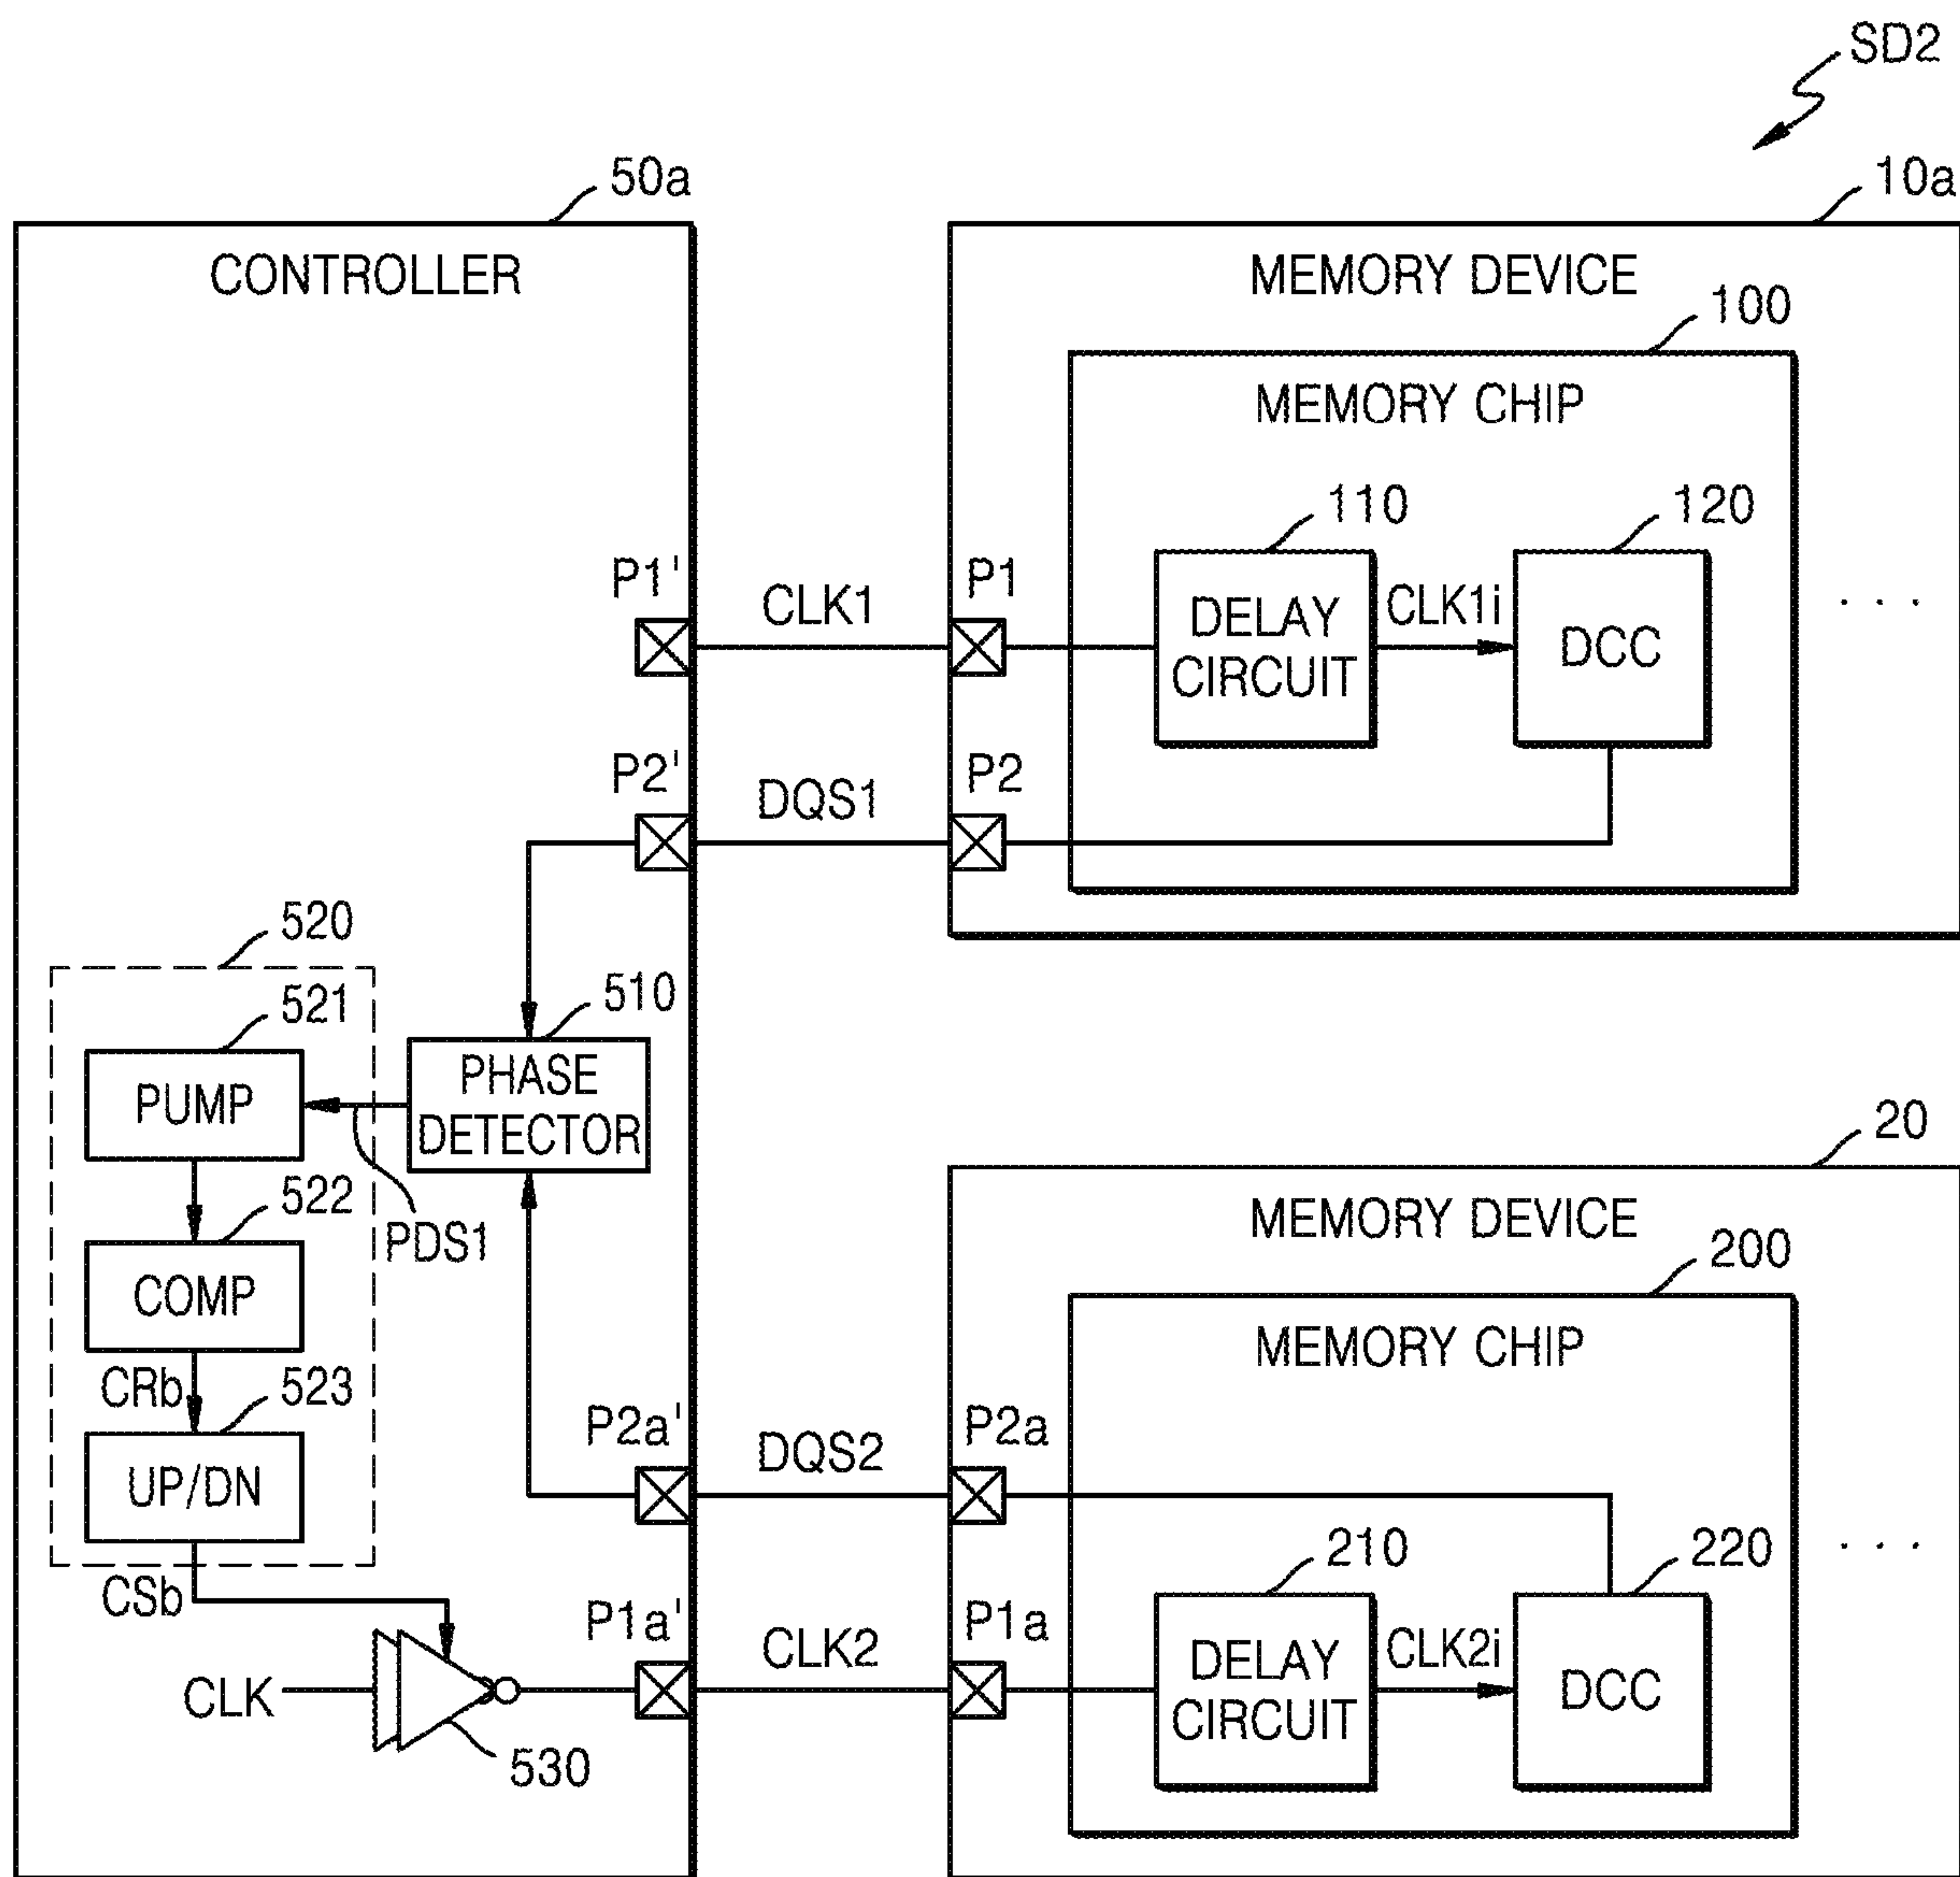 SD2
50a
10a
CONTROLLER
MEMORY DEVICE
100
MEMORY CHIP
110
120
P1'
CLK1
P1
DELAY
CIRCUIT
CLK1i
DCC
. . .
P2'
DQS1
P2
520
521
510
PUMP
PHASE
DETECTOR
PDS1
522
COMP
CRb
523
UP/DN
CSb
CLK
530
20
MEMORY DEVICE
200
MEMORY CHIP
P2a'
DQS2
P2a
210
220
P1a'
CLK2
P1a
DELAY
CIRCUIT
CLK2i
DCC
. . .